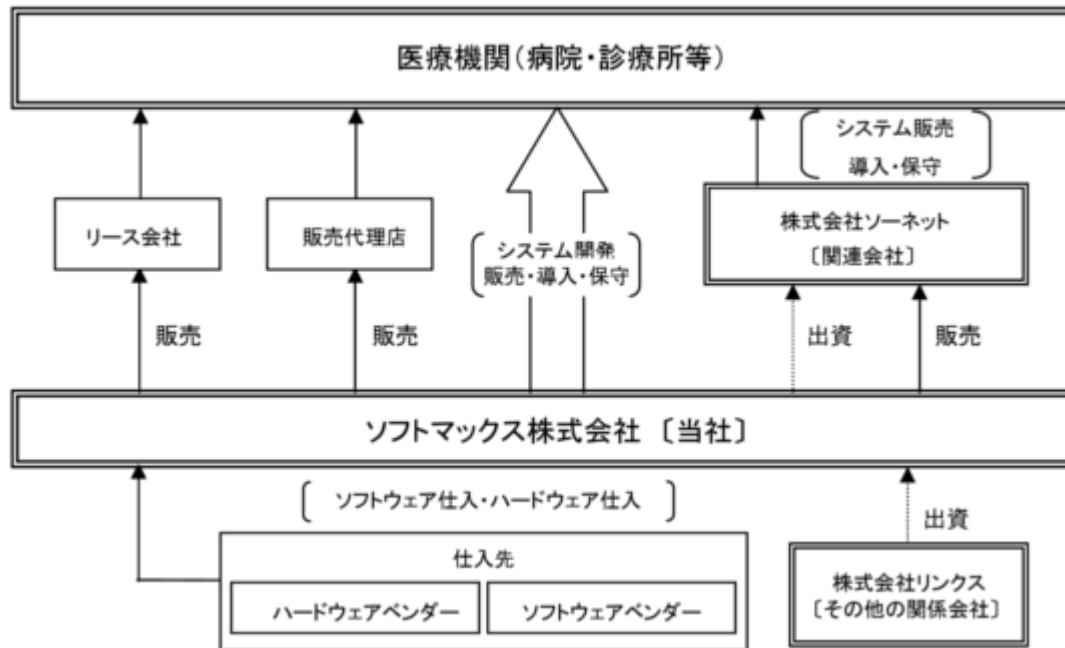 医療機関（病院・診療所等）
システム販売
導入・保守
リース会社
販売代理店
システム開発
販売・導入・保守
株式会社ソーネット
〔関連会社〕
販売
販売
出資
販売
ソフトマックス株式会社 〔当社〕
ソフトウェア仕入・ハードウェア仕入
出資
仕入先
ハードウェアベンダー
ソフトウェアベンダー
株式会社リンクス
〔その他の関係会社〕